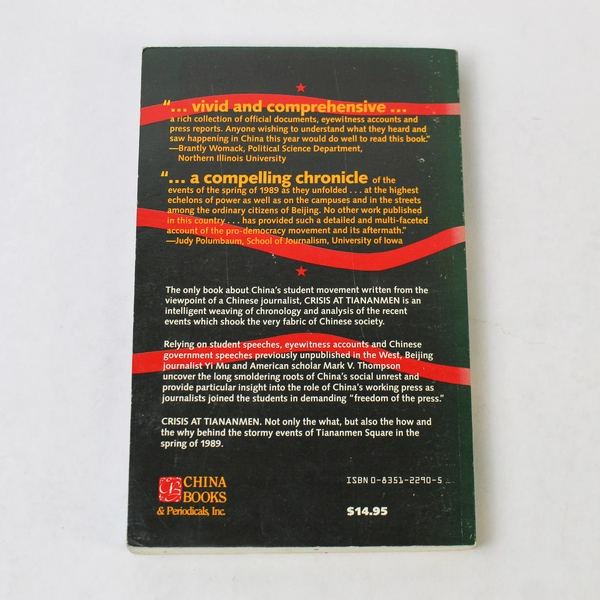 “... vivid and comprehensive ...
a rich collection of official documents, eyewitness accounts and
press reports. Anyone wishing to understand what they heard and
saw happening in China this year would do well to read this book.”
—Brantly Womack, Political Science Department,
Northern Illinois University
“... a compelling chronicle of the
events of the spring of 1989 as they unfolded . . . at the highest
echelons of power as well as on the campuses and in the streets
among the ordinary citizens of Beijing. No other work published
in this country . . . has provided such a detailed and multi-faceted
account of the pro-democracy movement and its aftermath.”
—Judy Polumbaum, School of Journalism, University of Iowa
The only book about China’s student movement written from the
viewpoint of a Chinese journalist, CRISIS AT TIANANMEN is an
intelligent weaving of chronology and analysis of the recent
events which shook the very fabric of Chinese society.
Relying on student speeches, eyewitness accounts and Chinese
government speeches previously unpublished in the West, Beijing
journalist Yi Mu and American scholar Mark V. Thompson
uncover the long smoldering roots of China’s social unrest and
provide particular insight into the role of China’s working press as
journalists joined the students in demanding “freedom of the press.”
CRISIS AT TIANANMEN. Not only the what, but also the how and
the why behind the stormy events of Tiananmen Square in the
spring of 1989.
CHINA
BOOKS
& Periodicals, Inc.
ISBN 0-8351-2290-5
$14.95